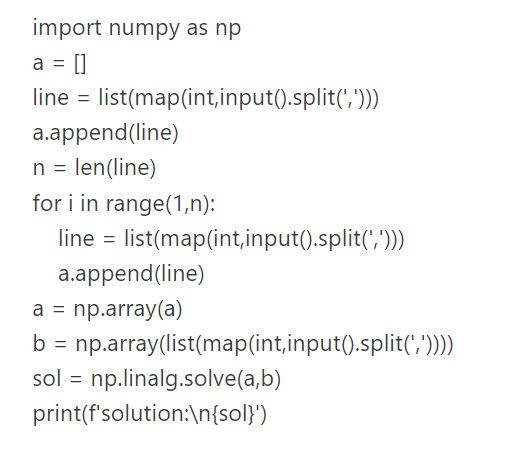 import numpy as np
a = []
line = list(map(int,input().split(',')))
a.append(line)
n = len(line)
for i in range(1,n):
    line = list(map(int,input().split(',')))
    a.append(line)
a = np.array(a)
b = np.array(list(map(int,input().split(','))))
sol = np.linalg.solve(a,b)
print(f'solution:\n{sol}')